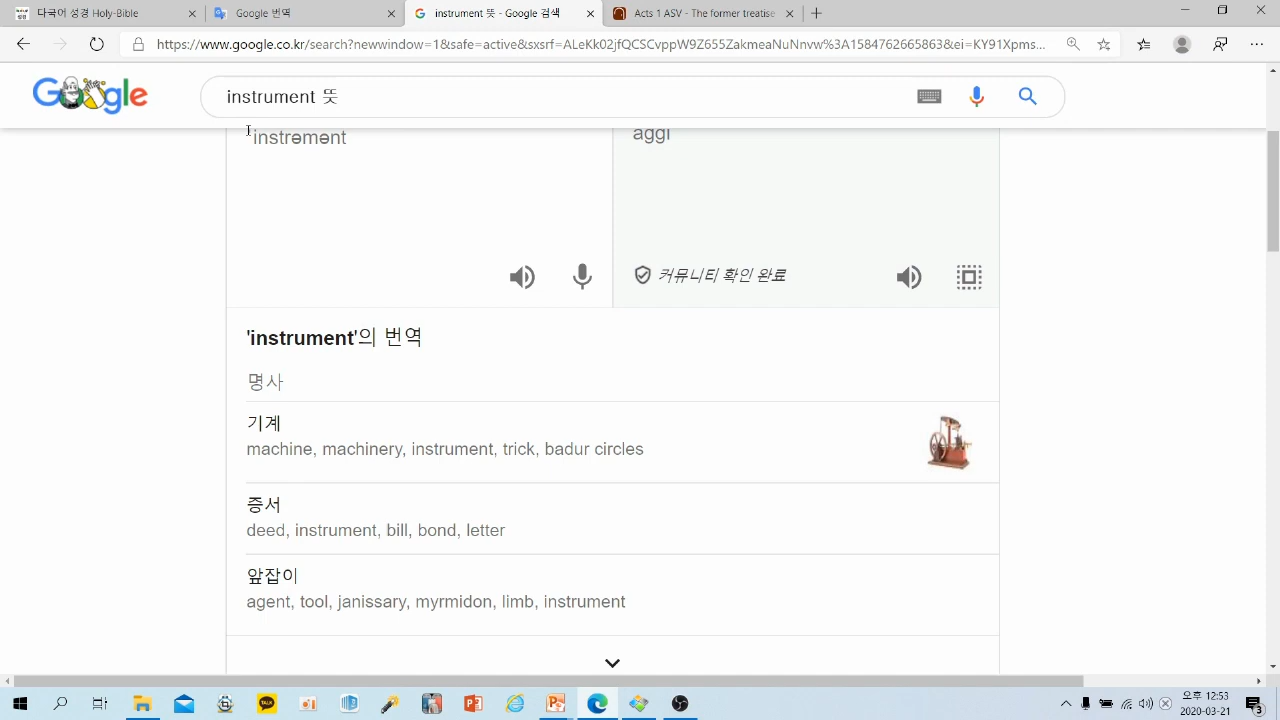 다국어 성경 Holy-Bible
Google 번역
instrument 뜻 - Google 검색
Acts 1 ASV - The former treatise
https://www.google.co.kr/search?newwindow=1&safe=active&sxsrf=ALeKk02jfQCSCvppW9Z655ZakmeaNuNnvw%3A1584762665863&ei=KY91Xpms...
Google
instrument 뜻
ˈinstrəmənt
aggi
커뮤니티 확인 완료
'instrument'의 번역
명사
기계
machine, machinery, instrument, trick, badur circles
증서
deed, instrument, bill, bond, letter
앞잡이
agent, tool, janissary, myrmidon, limb, instrument
오후 12:53
2020-03-21